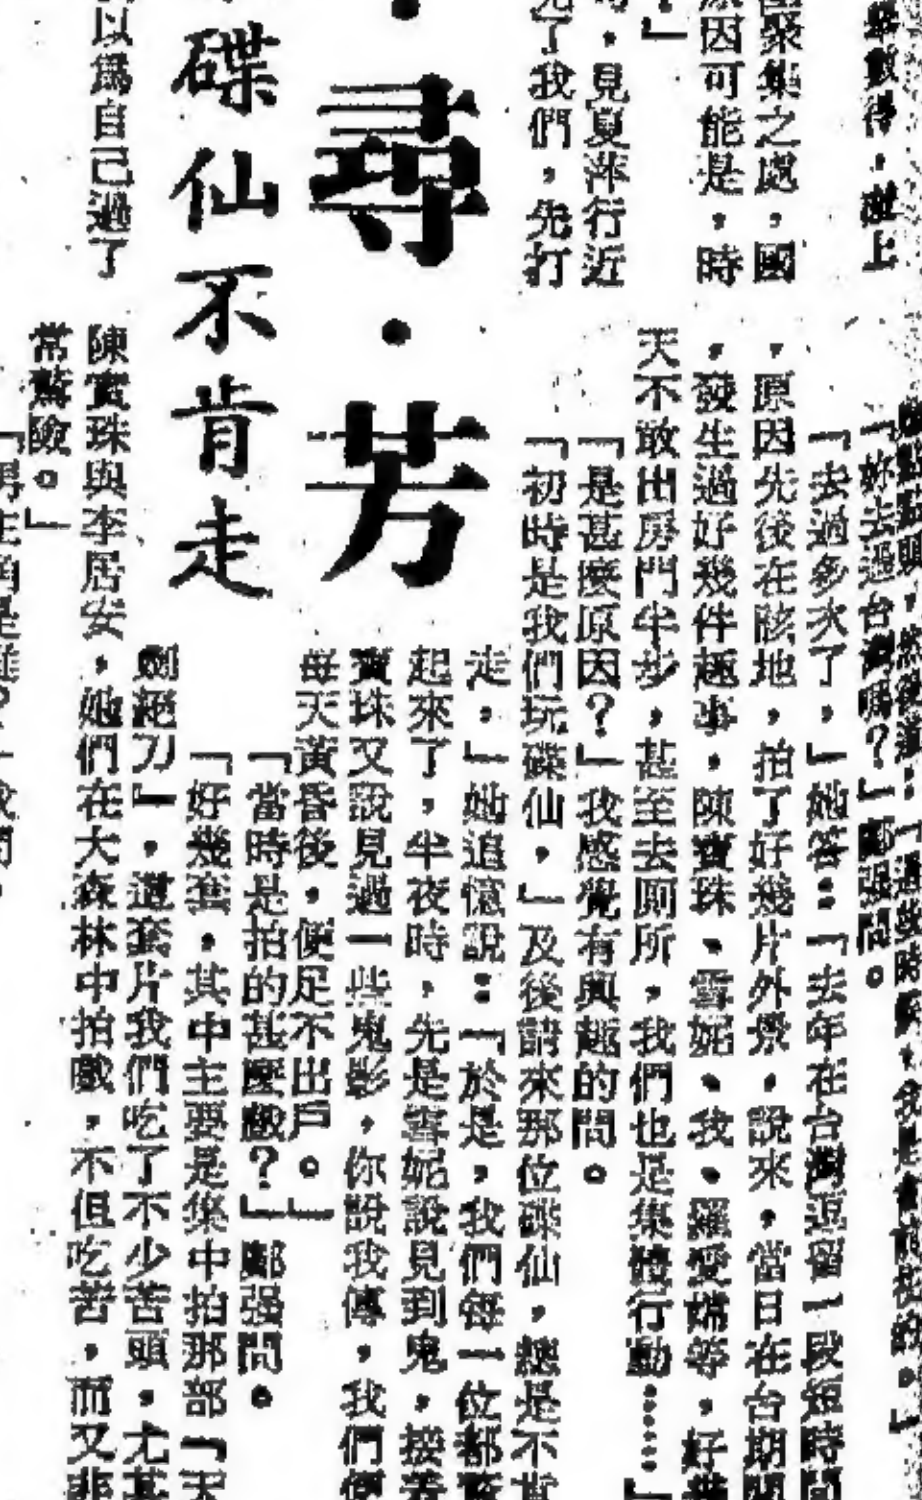 聚集之處，國
因可能是，時
。」
，見夏萍行近
了我們，先打
尋·芳
碟仙不肯走
以為自己過了
「好去過台灣嗎？」鄭强問。
「去過多次了，」她答：「去年在台灣逗留一段短時間
，原因先後在該地，拍了好幾片外景，說來，當日在台期間
，發生過好幾件趣事，陳寶珠、雪妮、我、羅愛嫦等，好幾
天不敢出房門半步，甚至去厠所，我們也是集體行動……」
「是甚麼原因？」我感覺有興趣的問。
「初時是我們玩碟仙，」及後請來那位碟仙，總是不肯
走，」她追憶說：「於是，我們每一位都驚
起來了，半夜時，先是雪妮說見到鬼，接着
寶珠又說見過一些鬼影，你說我傳，我們便
每天黃昏後，便足不出戶。」
「當時是拍的甚麼戲？」鄭强問。
「好幾套，其中主要是集中拍那部「天
劍絕刀」，這套片我們吃了不少苦頭，尤其
陳寶珠與李居安，她們在大森林中拍戲，不但吃苦，而又非
常驚險。」